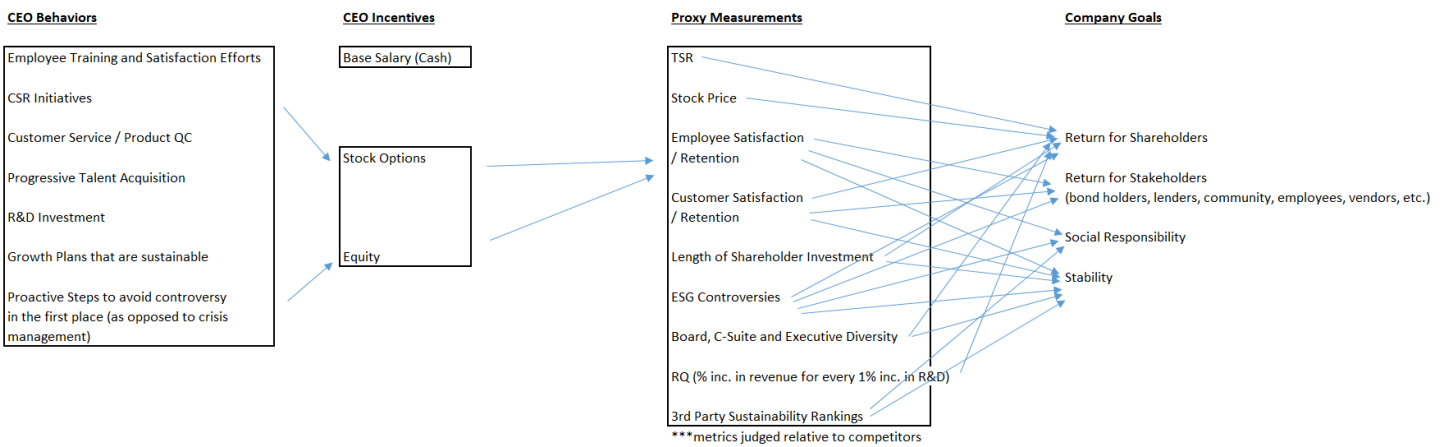 CEO Behaviors
Employee Training and Satisfaction Efforts
CSR Initiatives
Customer Service / Product QC
Progressive Talent Acquisition
R&D Investment
Growth Plans that are sustainable
Proactive Steps to avoid controversy
in the first place (as opposed to crisis
management)
CEO Incentives
Base Salary (Cash)
Stock Options
Equity
Proxy Measurements
TSR
Stock Price
Employee Satisfaction
/ Retention
Customer Satisfaction
/ Retention
Length of Shareholder Investment
ESG Controversies
Board, C-Suite and Executive Diversity
RQ (% inc. in revenue for every 1% inc. in R&D)
3rd Party Sustainability Rankings
***metrics judged relative to competitors
Company Goals
Return for Shareholders
Return for Stakeholders
(bond holders, lenders, community, employees, vendors, etc.)
Social Responsibility
Stability